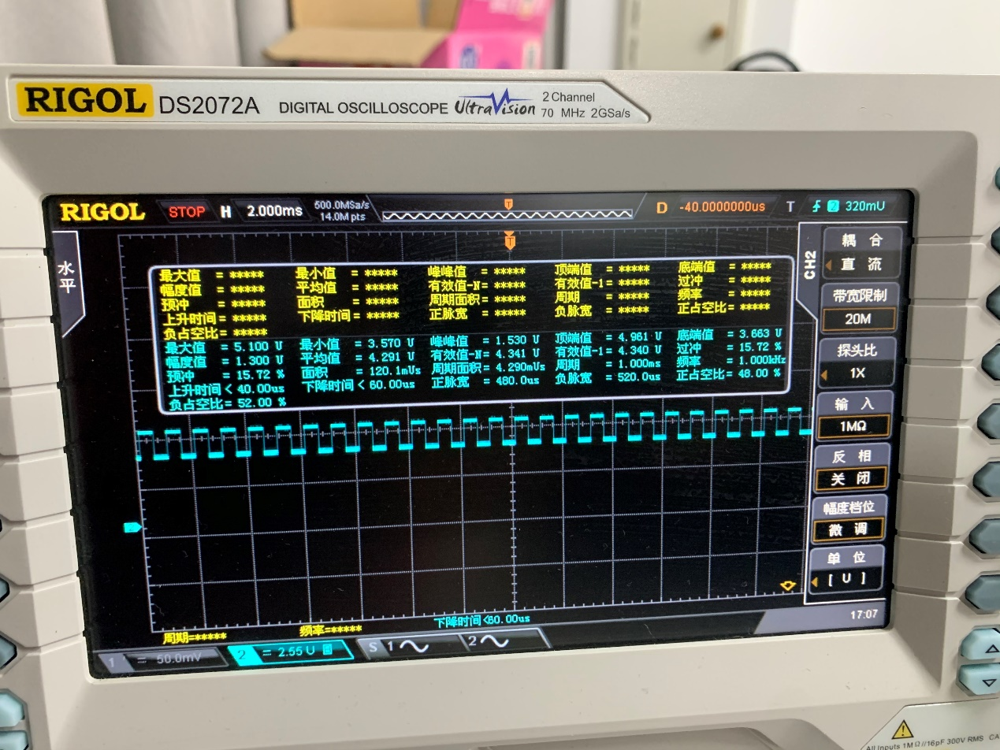 RIGOL DS2072A DIGITAL OSCILLOSCOPE UltraVision 2 Channel
70 MHz 2GSa/s
RIGOL STOP H 2.000ms 500.0MSa/s
14.0M pts
T
D -40.0000000us T 2 320mU
水平
T
CH2
最大值 = ***** 最小值 = ***** 峰峰值 = ***** 顶端值 = ***** 底端值 = *****
幅度值 = ***** 平均值 = ***** 有效值-N= ***** 有效值-1= ***** 过冲 = *****
预冲 = ***** 面积 = ***** 周期面积= ***** 周期 = ***** 频率 = *****
上升时间= ***** 下降时间= ***** 正脉宽 = ***** 负脉宽 = ***** 正占空比= *****
负占空比= *****
最大值 = 5.100 U 最小值 = 3.570 U 峰峰值 = 1.530 U 顶端值 = 4.961 U 底端值 = 3.663 U
幅度值 = 1.300 U 平均值 = 4.291 U 有效值-N= 4.341 U 有效值-1= 4.340 U 过冲 = 15.72 %
预冲 = 15.72 % 面积 = 120.1mUs 周期面积= 4.290mUs 周期 = 1.000ms 频率 = 1.000kHz
上升时间< 40.00us 下降时间< 60.00us 正脉宽 = 480.0us 负脉宽 = 520.0us 正占空比= 48.00 %
负占空比= 52.00 %
耦 合
直 流
带宽限制
20M
探头比
1X
输 入
1MΩ
反 相
关 闭
幅度档位
微 调
单 位
[ U ]
周期=***** 频率=***** 下降时间<60.00us
17:07
1 = 50.0mV 2 = 2.55 U B S 1 2
All inputs 1MΩ//16pF 300V RMS CA